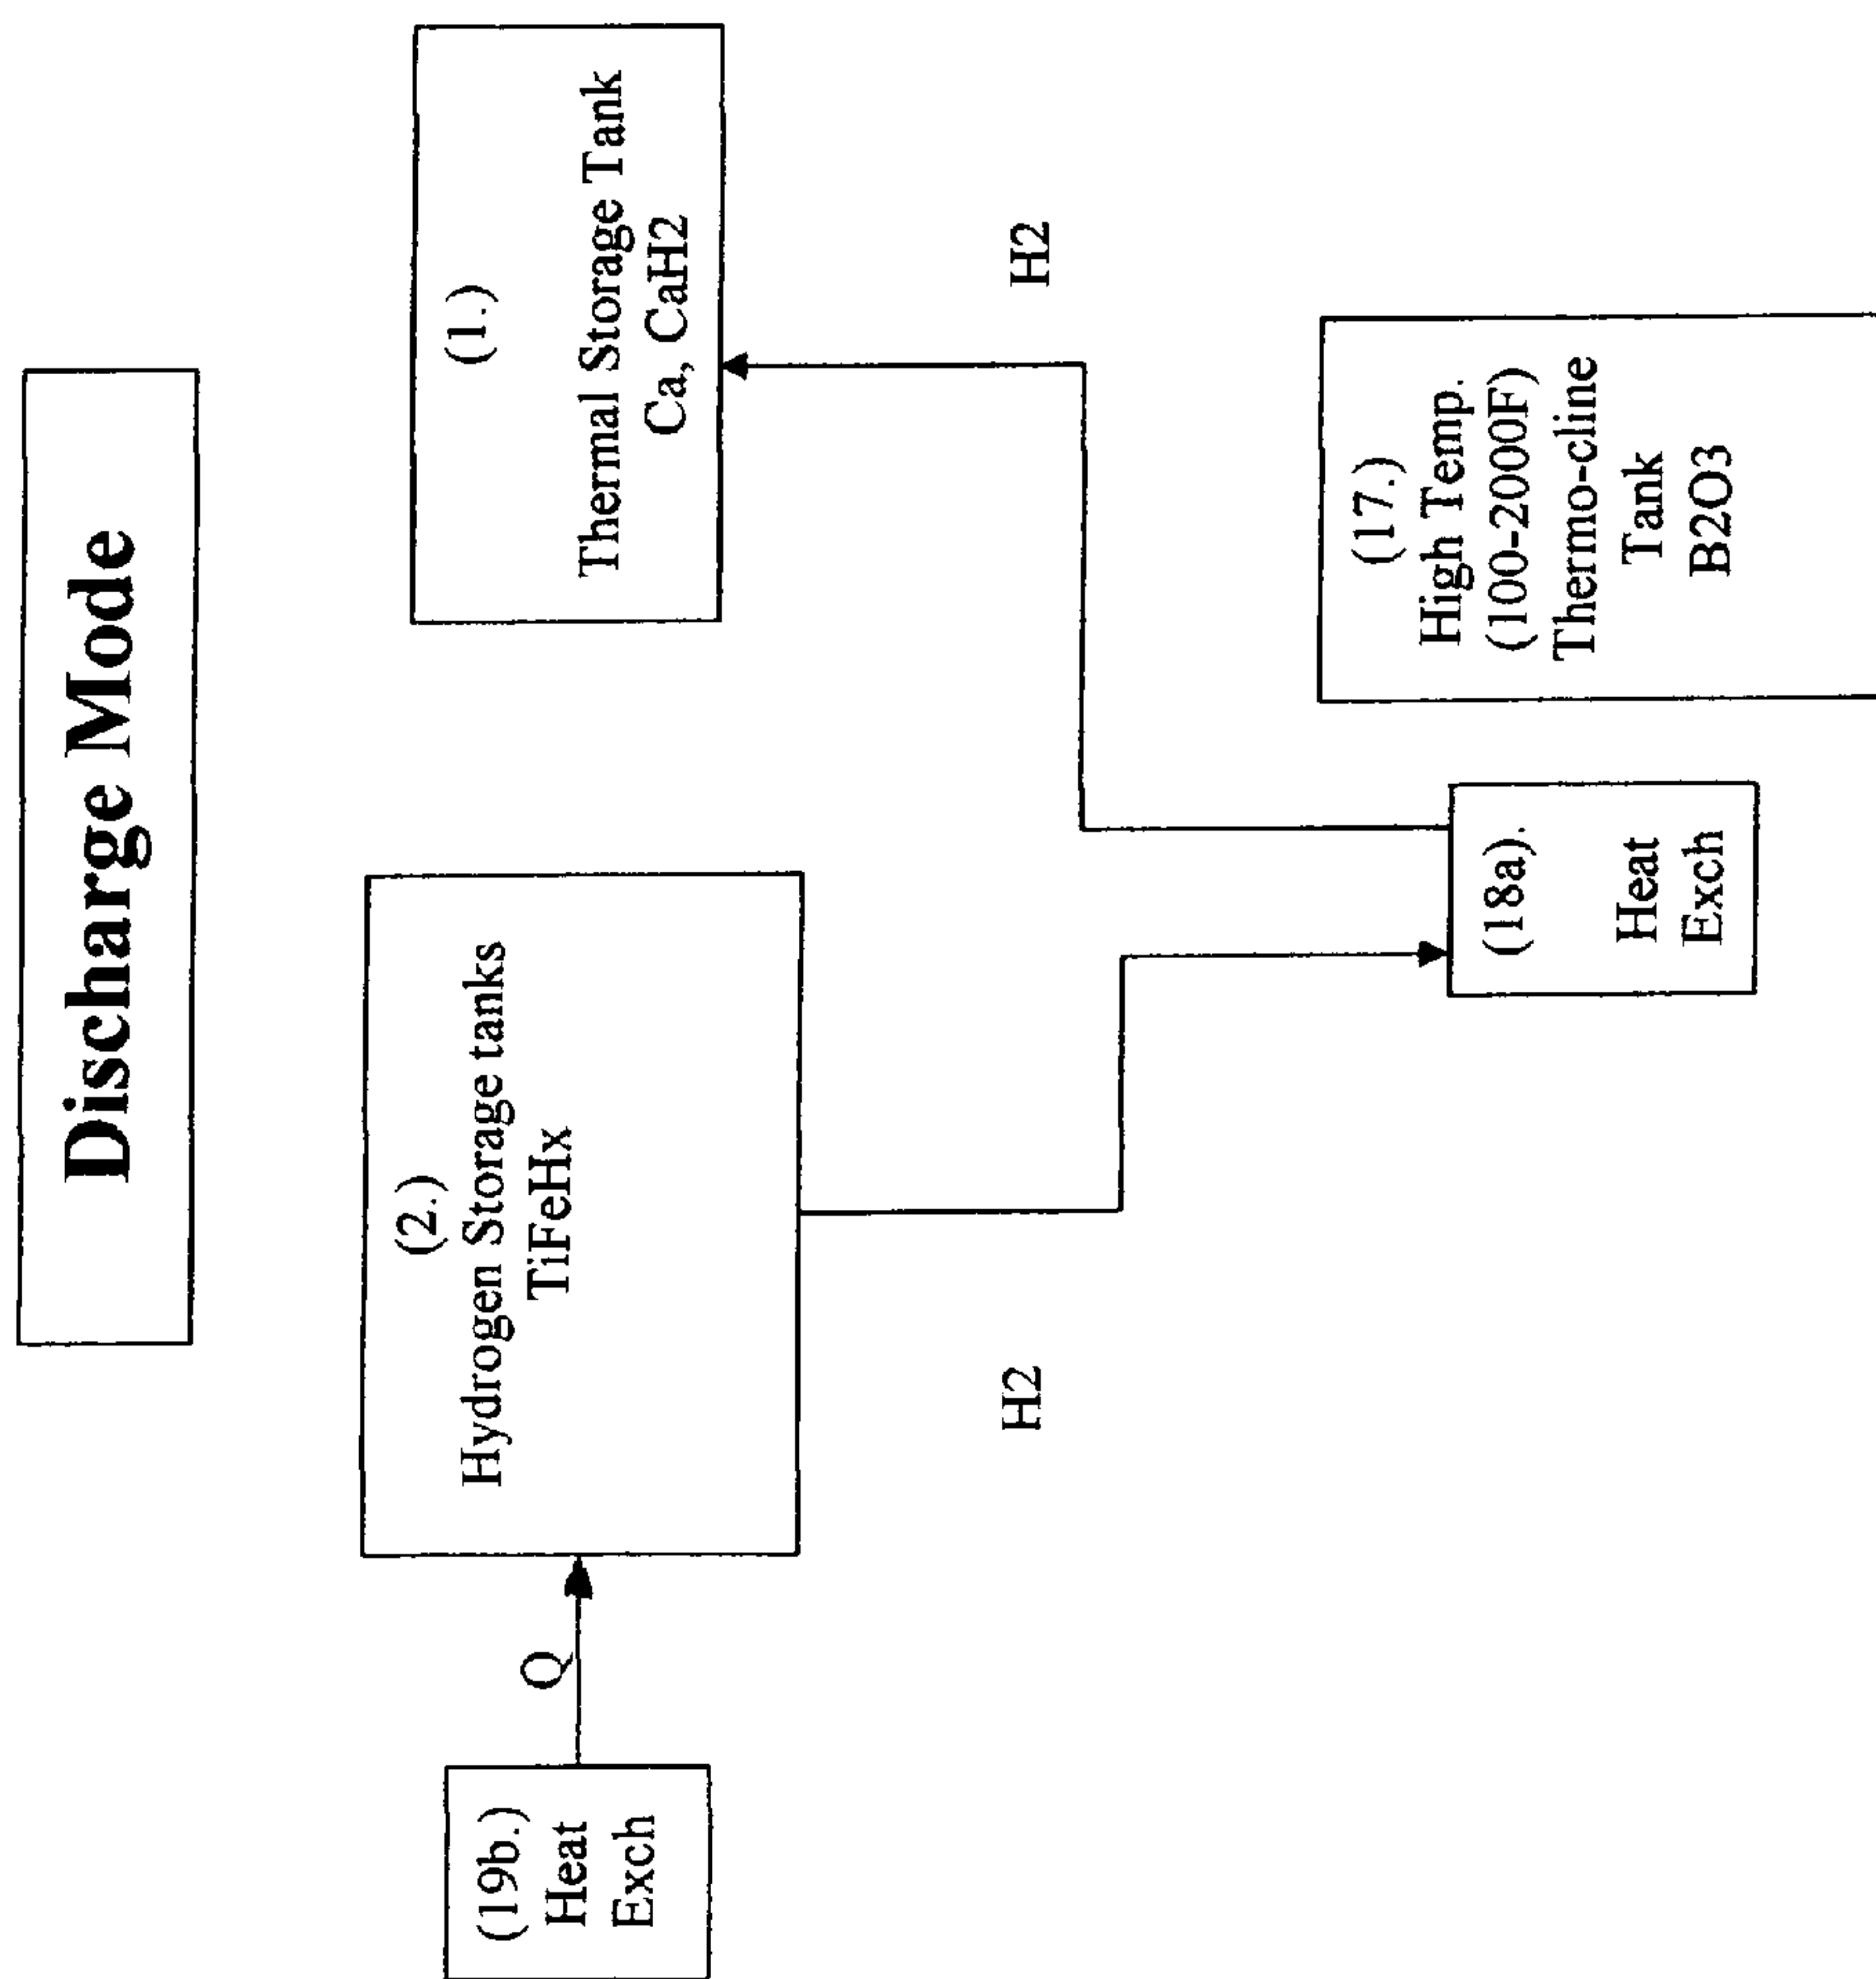 Discharge Mode
(19b.)
Heat
Exch
Q
(2.)
Hydrogen Storage tanks
TiFeHx
(1.)
Thermal Storage Tank
Ca, CaH2
H2
H2
(18a).
Heat
Exch
(17.)
High Temp.
(100-2000F)
Thermo-cline
Tank
B2O3